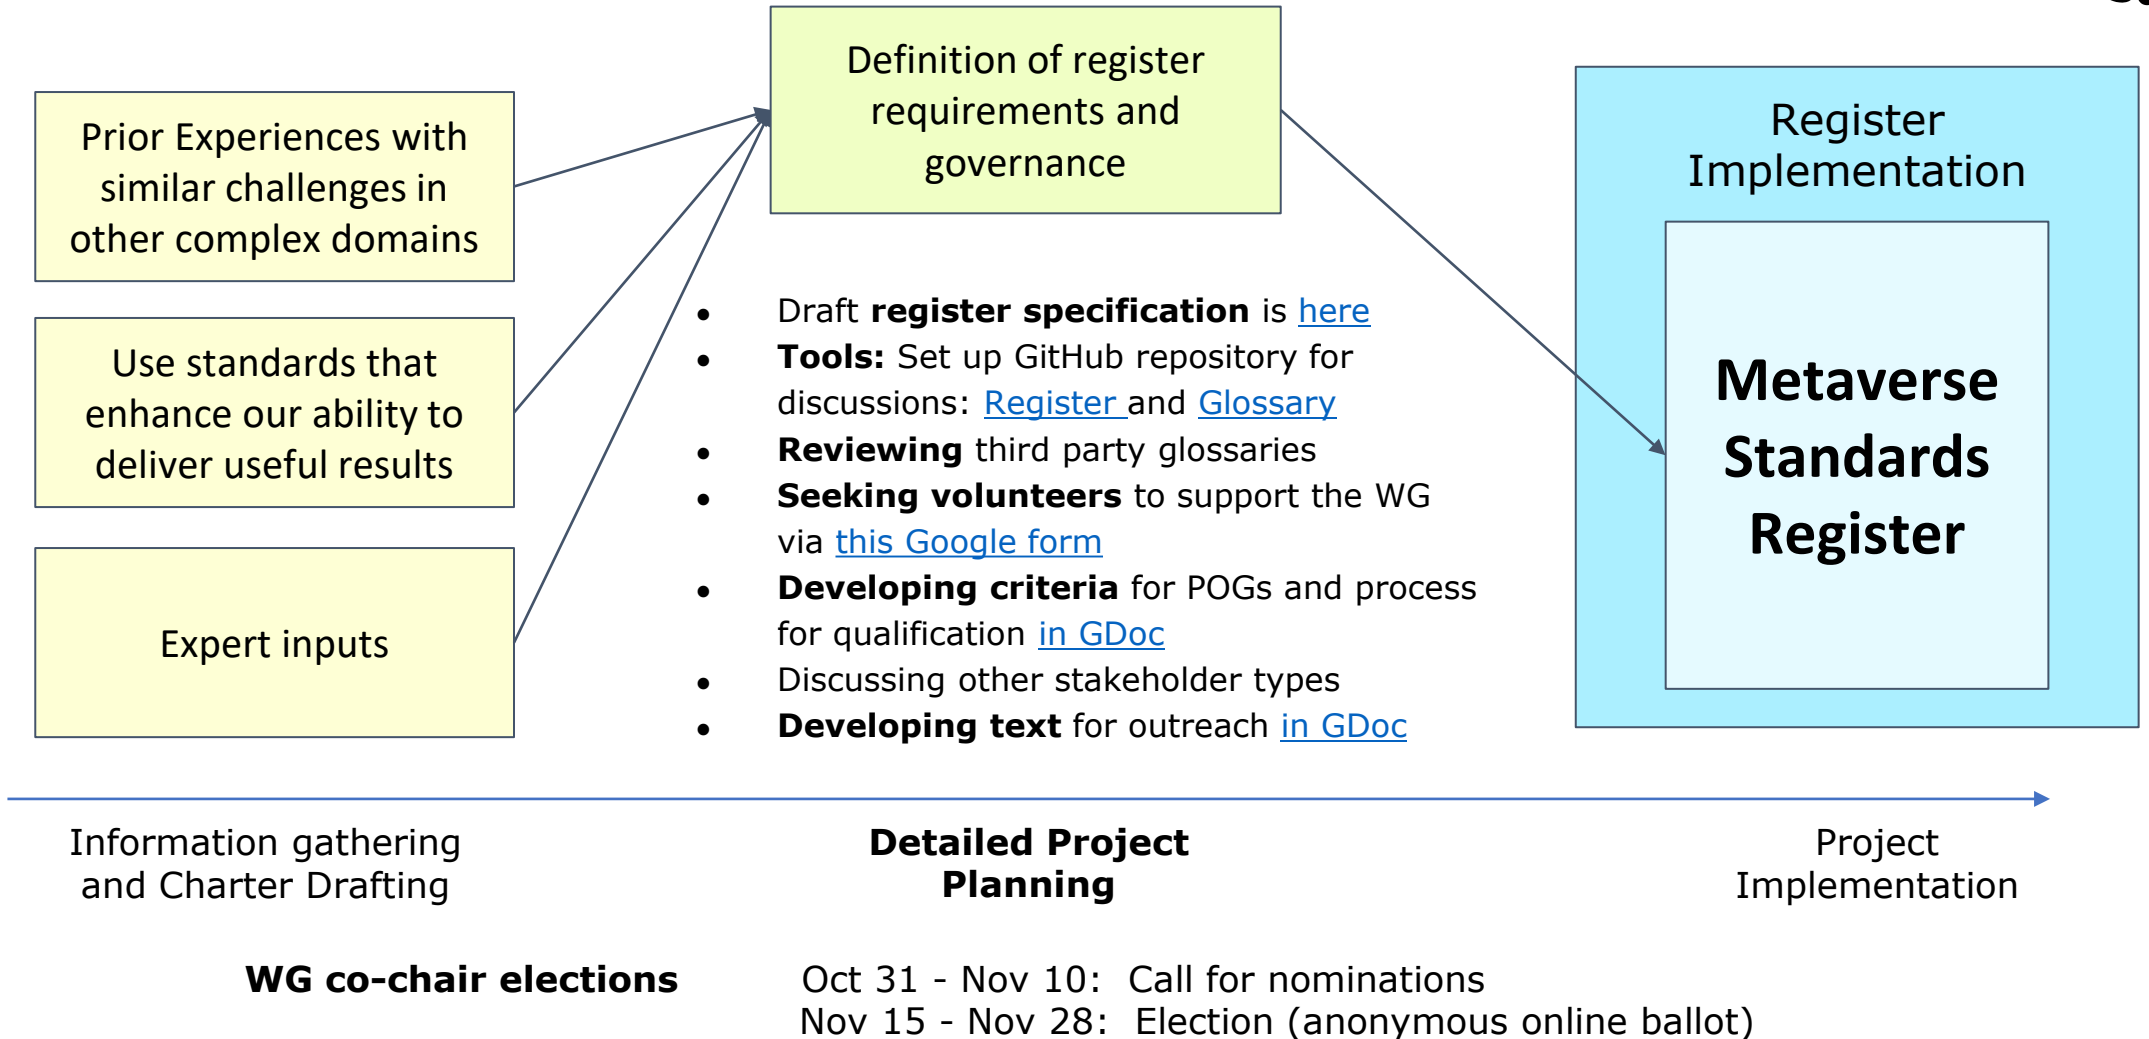 Prior Experiences with
similar challenges in
other complex domains
Use standards that
enhance our ability to
deliver useful results
Expert inputs
Definition of register
requirements and
governance
● Draft register specification is here
● Tools: Set up GitHub repository for
discussions: Register and Glossary
● Reviewing third party glossaries
● Seeking volunteers to support the WG
via this Google form
● Developing criteria for POGs and process
for qualification in GDoc
● Discussing other stakeholder types
● Developing text for outreach in GDoc
Register
Implementation
Metaverse
Standards
Register
Information gathering
and Charter Drafting
Detailed Project
Planning
Project
Implementation
WG co-chair elections
Oct 31 - Nov 10: Call for nominations
Nov 15 - Nov 28: Election (anonymous online ballot)